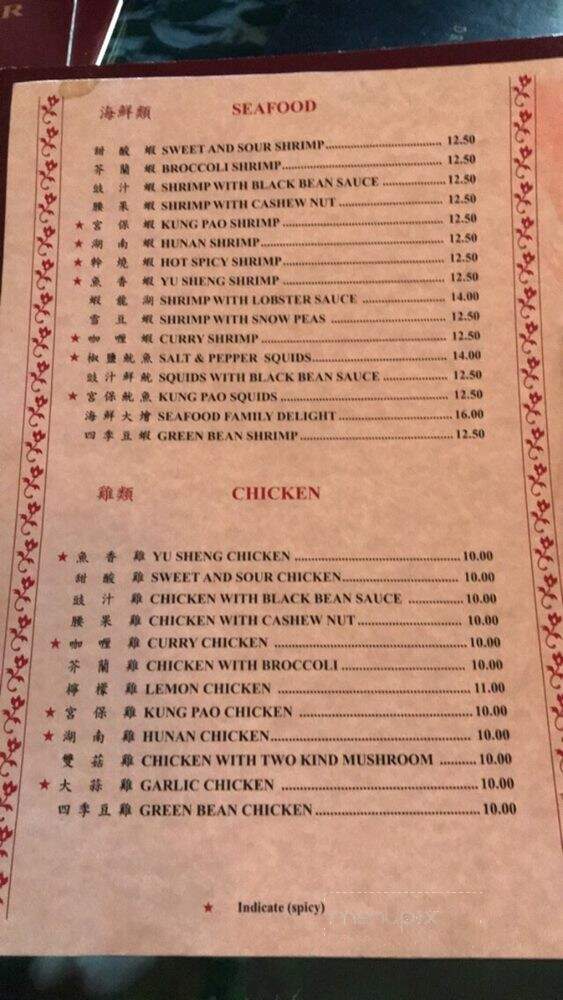 R
海鮮類 SEAFOOD
甜酸蝦 SWEET AND SOUR SHRIMP 12.50
芥蘭蝦 BROCCOLI SHRIMP 12.50
豉汁蝦 SHRIMP WITH BLACK BEAN SAUCE 12.50
腰果蝦 SHRIMP WITH CASHEW NUT 12.50
★ 宮保蝦 KUNG PAO SHRIMP 12.50
★ 湖南蝦 HUNAN SHRIMP 12.50
★ 幹燒蝦 HOT SPICY SHRIMP 12.50
★ 魚香蝦 YU SHENG SHRIMP 12.50
蝦龍湖 SHRIMP WITH LOBSTER SAUCE 14.00
雪豆蝦 SHRIMP WITH SNOW PEAS 12.50
★ 咖喱蝦 CURRY SHRIMP 12.50
★ 椒鹽魷魚 SALT & PEPPER SQUIDS 14.00
豉汁鮮魷 SQUIDS WITH BLACK BEAN SAUCE 12.50
★ 宮保魷魚 KUNG PAO SQUIDS 12.50
海鮮大燴 SEAFOOD FAMILY DELIGHT 16.00
四季豆蝦 GREEN BEAN SHRIMP 12.50
雞類 CHICKEN
★ 魚香雞 YU SHENG CHICKEN 10.00
甜酸雞 SWEET AND SOUR CHICKEN 10.00
豉汁雞 CHICKEN WITH BLACK BEAN SAUCE 10.00
腰果雞 CHICKEN WITH CASHEW NUT 10.00
★ 咖喱雞 CURRY CHICKEN 10.00
芥蘭雞 CHICKEN WITH BROCCOLI 10.00
檸檬雞 LEMON CHICKEN 11.00
★ 宮保雞 KUNG PAO CHICKEN 10.00
★ 湖南雞 HUNAN CHICKEN 10.00
雙菇雞 CHICKEN WITH TWO KIND MUSHROOM 10.00
★ 大蒜雞 GARLIC CHICKEN 10.00
四季豆雞 GREEN BEAN CHICKEN 10.00
★ Indicate (spicy)
menupix